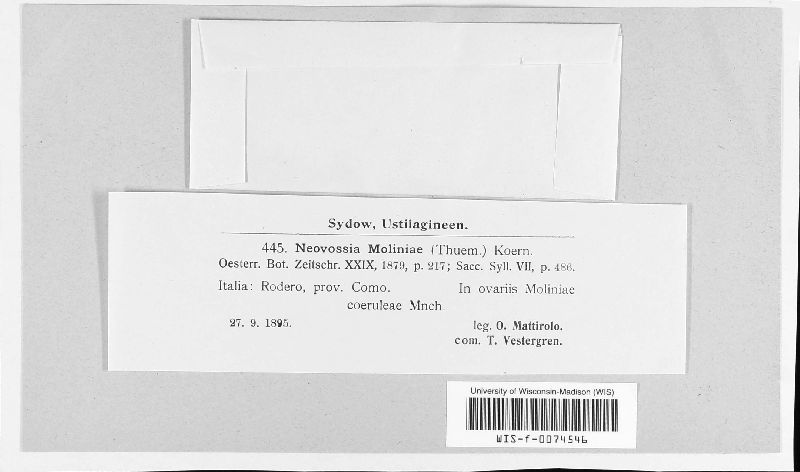 Sydow, Ustilagineen.
445. Neovossia Moliniae (Thuem.) Koern.
Oesterr. Bot. Zeitschr. XXIX, 1879, p. 217; Sacc. Syll. VII, p. 486.
Italia: Rodero, prov. Como. In ovariis Moliniae
coeruleae Mnch
27. 9. 1895. leg. O. Mattirolo.
com. T. Vestergren.
University of Wisconsin-Madison (WIS)
WIS-f-0074546